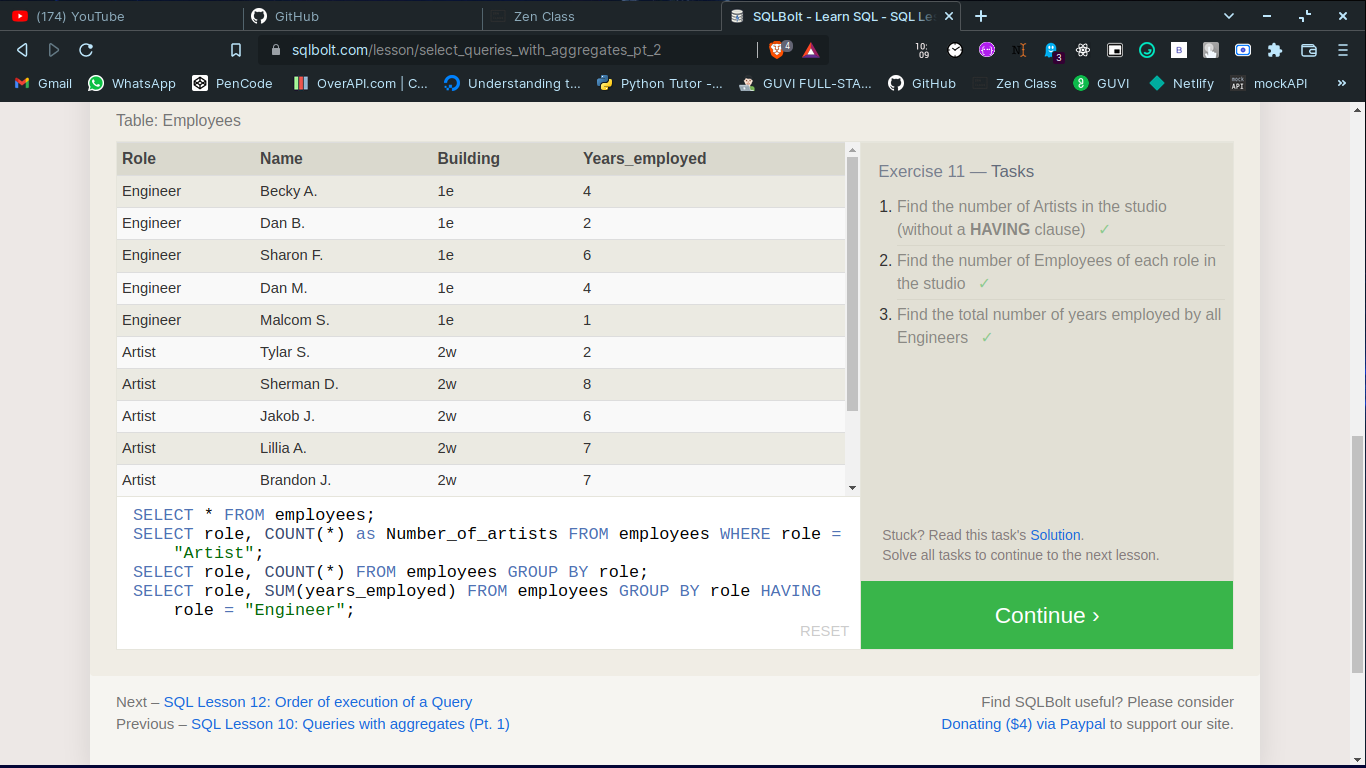 (174) YouTube
GitHub
Zen Class
SQLBolt - Learn SQL - SQL Le
sqlbolt.com/lesson/select_queries_with_aggregates_pt_2
4
10:
09
3
B
Gmail
WhatsApp
PenCode
OverAPI.com | C...
Understanding t...
Python Tutor -...
GUVI FULL-STA...
GitHub
Zen Class
GUVI
mock
API
Netlify
mockAPI
»
Table: Employees
Role Name Building Years_employed
Engineer Becky A. 1e 4
Engineer Dan B. 1e 2
Engineer Sharon F. 1e 6
Engineer Dan M. 1e 4
Engineer Malcom S. 1e 1
Artist Tylar S. 2w 2
Artist Sherman D. 2w 8
Artist Jakob J. 2w 6
Artist Lillia A. 2w 7
Artist Brandon J. 2w 7
SELECT * FROM employees;
SELECT role, COUNT(*) as Number_of_artists FROM employees WHERE role =
"Artist";
SELECT role, COUNT(*) FROM employees GROUP BY role;
SELECT role, SUM(years_employed) FROM employees GROUP BY role HAVING
role = "Engineer";
RESET
Exercise 11 — Tasks
1. Find the number of Artists in the studio
(without a HAVING clause) ✓
2. Find the number of Employees of each role in
the studio ✓
3. Find the total number of years employed by all
Engineers ✓
Stuck? Read this task's Solution.
Solve all tasks to continue to the next lesson.
Continue ›
Next – SQL Lesson 12: Order of execution of a Query
Previous – SQL Lesson 10: Queries with aggregates (Pt. 1)
Find SQLBolt useful? Please consider
Donating ($4) via Paypal to support our site.